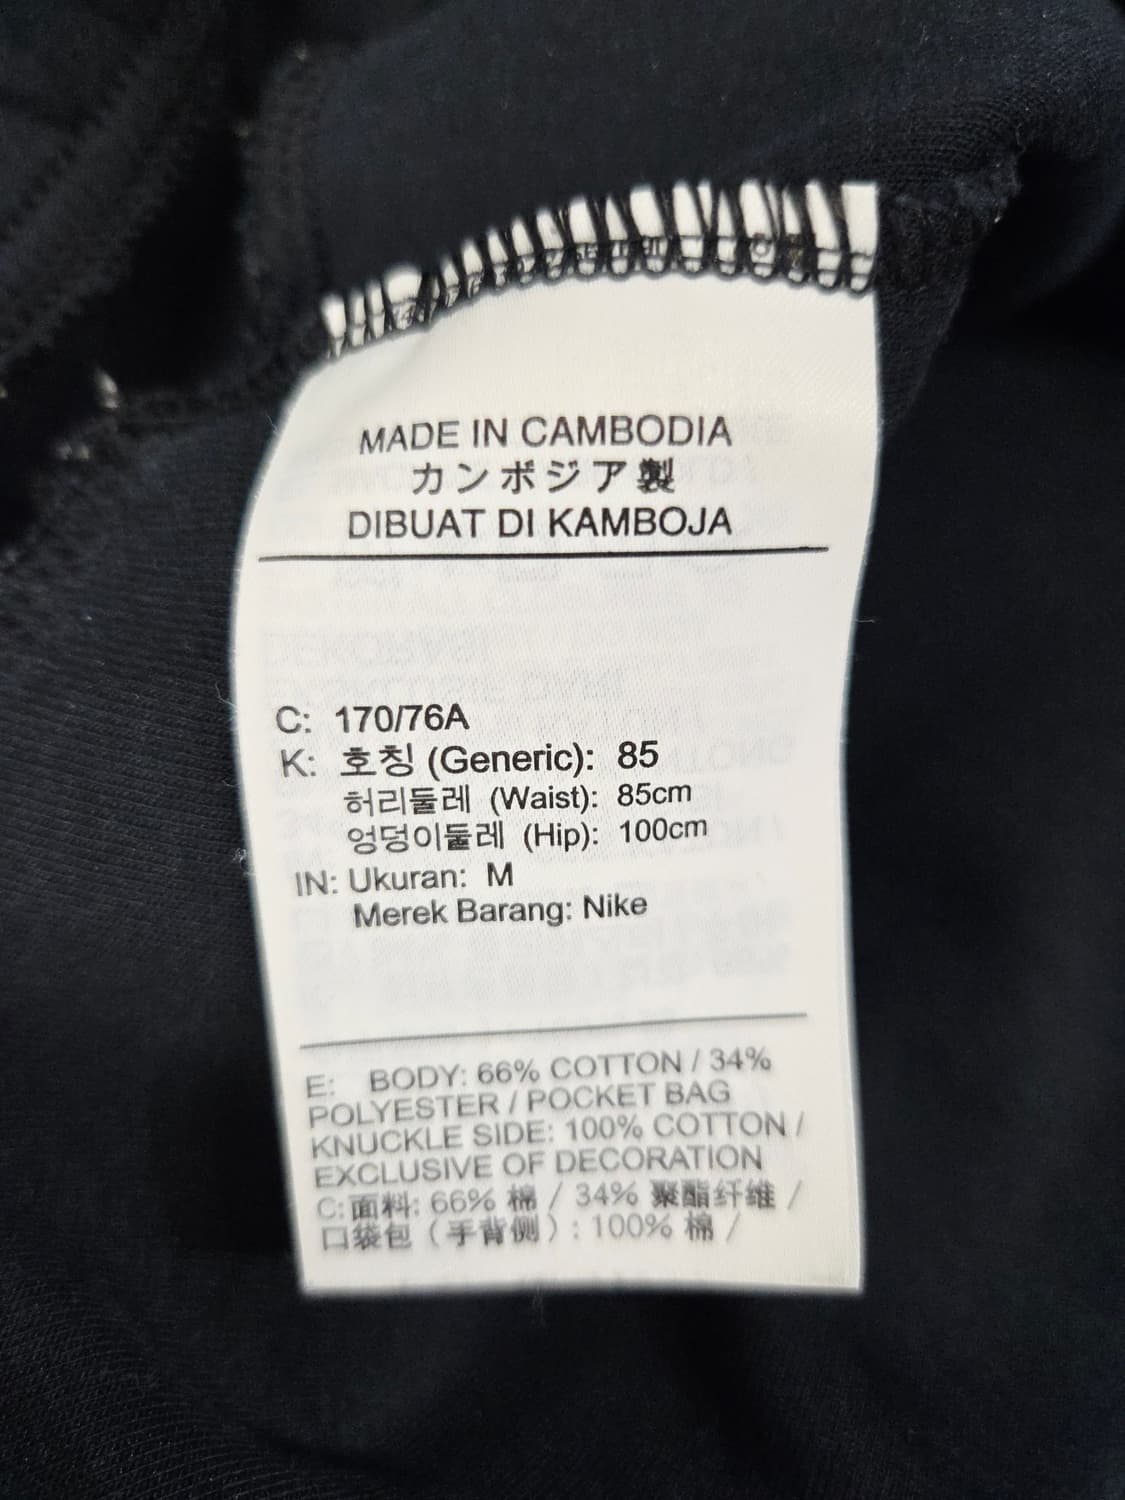 MADE IN CAMBODIA
カンボジア製
DIBUAT DI KAMBOJA
C: 170/76A
K: 호칭 (Generic): 85
허리둘레 (Waist): 85cm
엉덩이둘레 (Hip): 100cm
IN: Ukuran: M
Merek Barang: Nike
E: BODY: 66% COTTON / 34%
POLYESTER / POCKET BAG
KNUCKLE SIDE: 100% COTTON /
EXCLUSIVE OF DECORATION
C: 面料: 66% 棉 / 34% 聚酯纤维 /
口袋包（手背侧）: 100% 棉 /